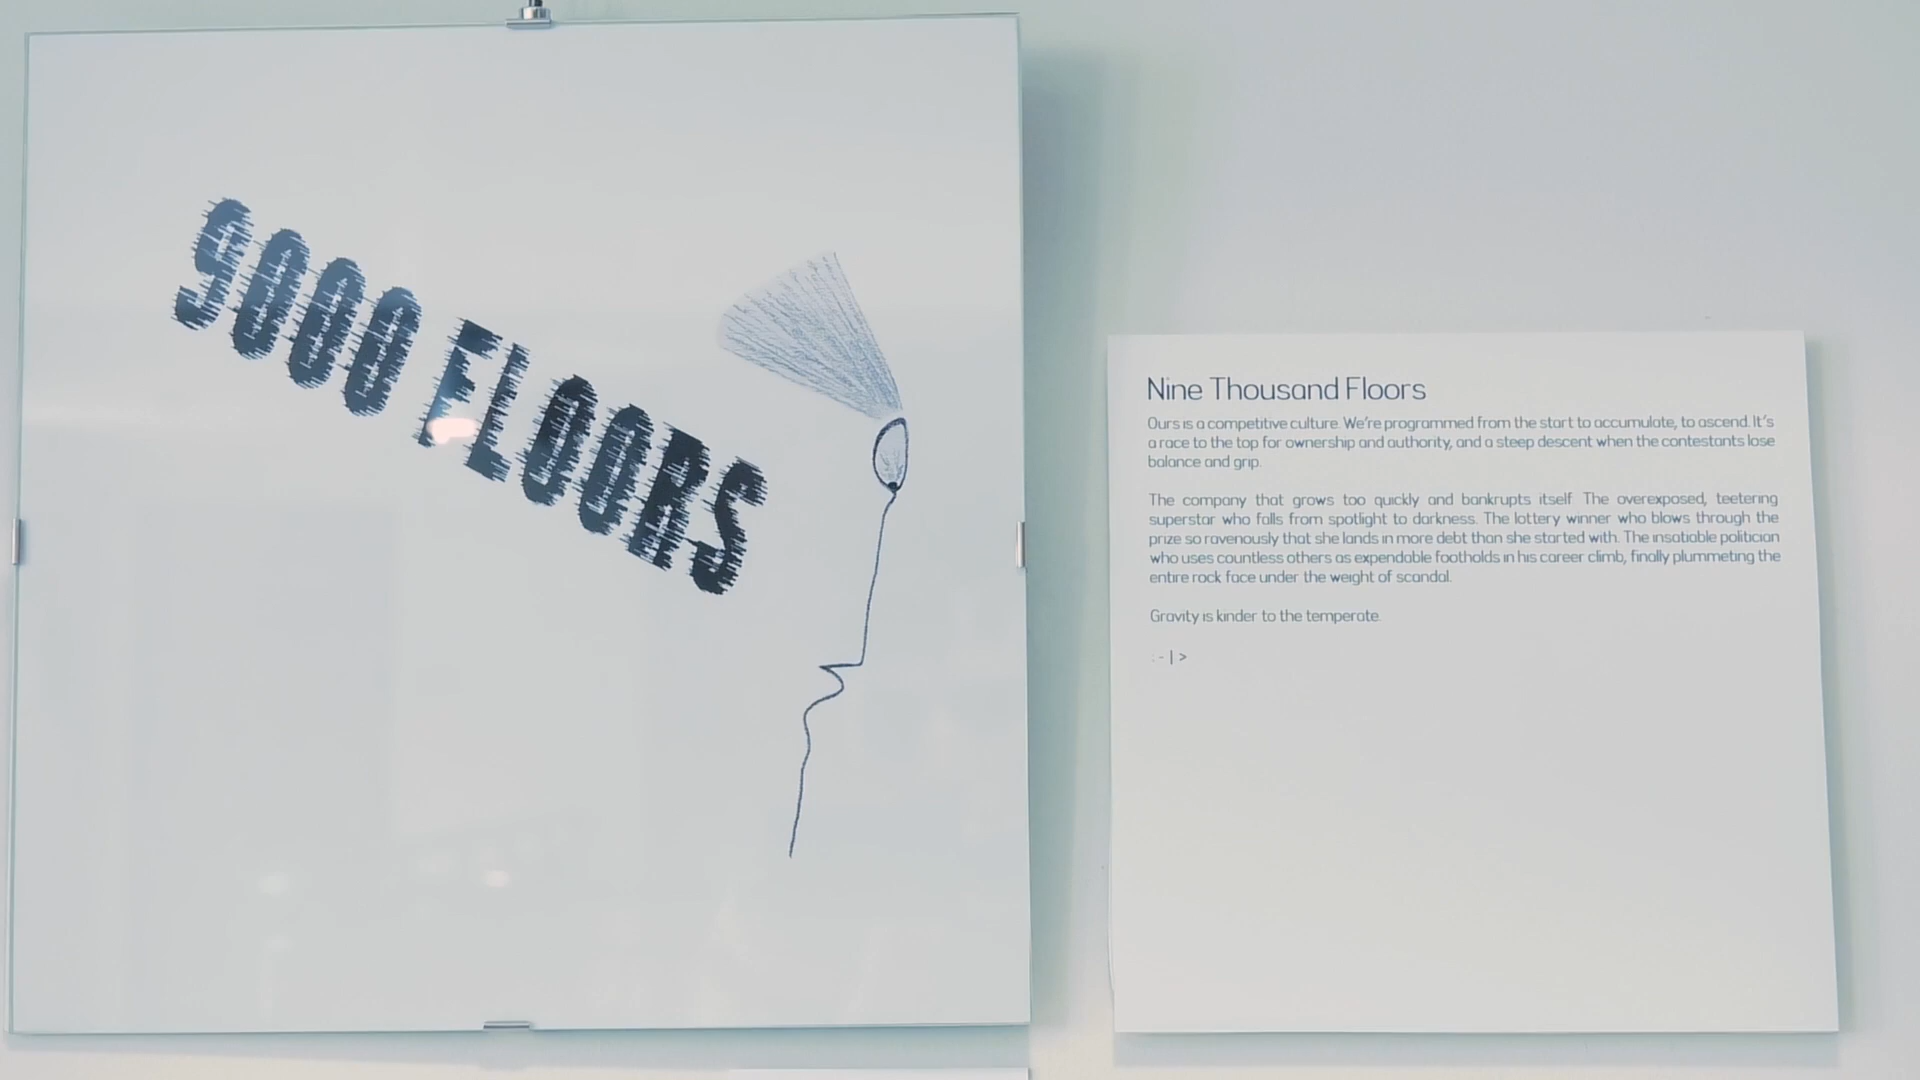 9000 FLOORS
Nine Thousand Floors
Ours is a competitive culture. We're programmed from the start to accumulate, to ascend. It's
a race to the top for ownership and authority, and a steep descent when the contestants lose
balance and grip.
The company that grows too quickly and bankrupts itself. The overexposed, teetering
superstar who falls from spotlight to darkness. The lottery winner who blows through the
prize so ravenously that she lands in more debt than she started with. The insatiable politician
who uses countless others as expendable footholds in his career climb, finally plummeting the
entire rock face under the weight of scandal.
Gravity is kinder to the temperate.
: - | >